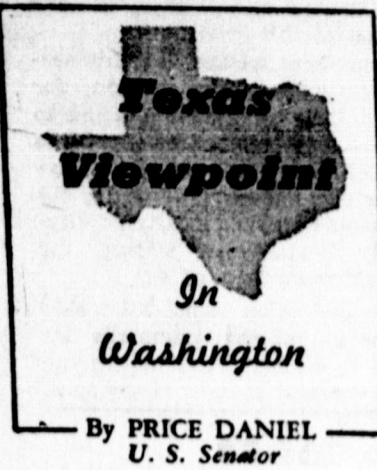 Texas
Viewpoint
In
Washington
By PRICE DANIEL
U. S. Senator